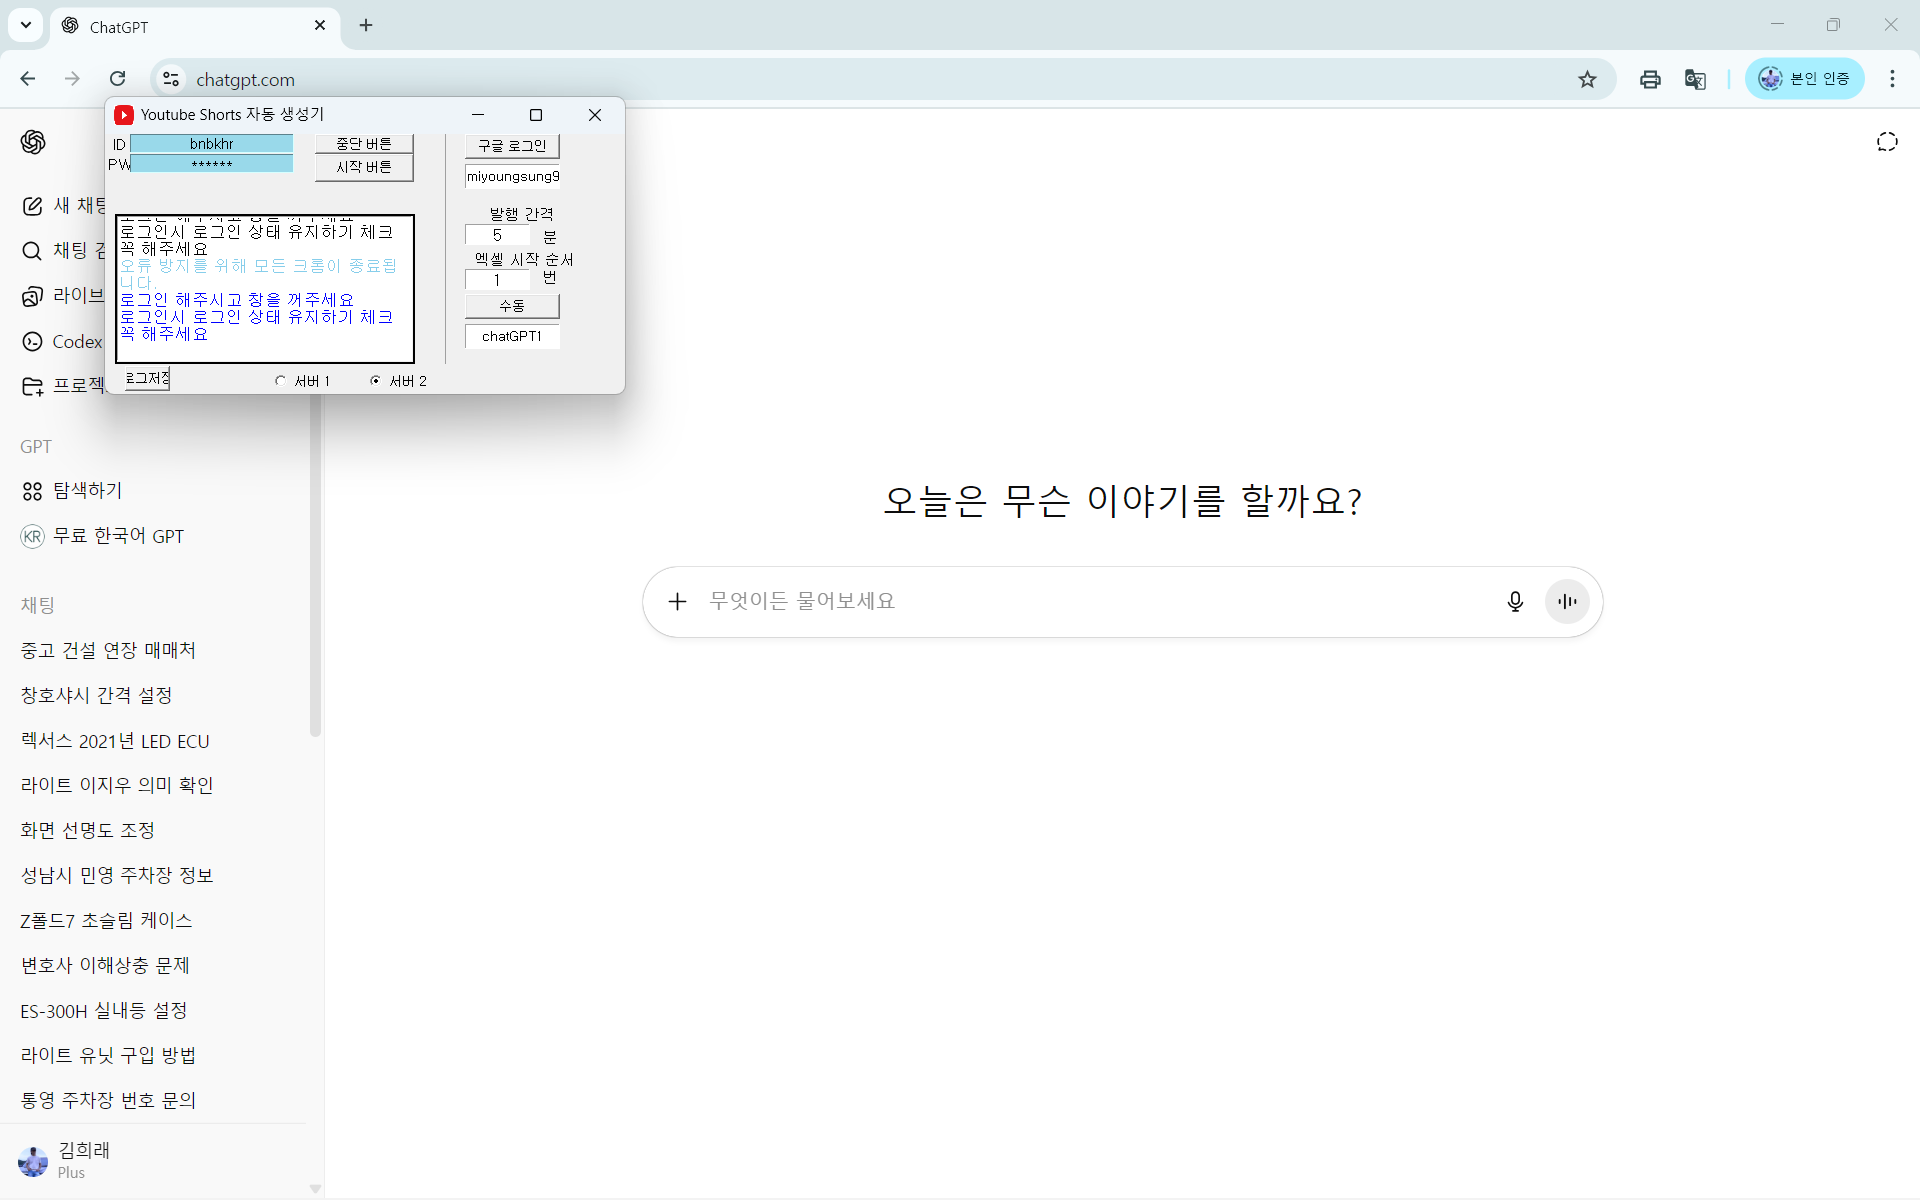 ChatGPT
chatgpt.com
본인 인증
Youtube Shorts 자동 생성기
ID bnbkhr
PW ******
중단 버튼
시작 버튼
구글 로그인
miyoungsung9
발행 간격
5 분
엑셀 시작 순서
1 번
수동
chatGPT1
로그인시 로그인 상태 유지하기 체크
꼭 해주세요
오류 방지를 위해 모든 크롬이 종료됩
니다.
로그인 해주시고 창을 꺼주세요
로그인시 로그인 상태 유지하기 체크
꼭 해주세요
서버 1
서버 2
새 채팅
채팅
라이브
Codex
프로젝
GPT
탐색하기
KR 무료 한국어 GPT
채팅
중고 건설 연장 매매처
창호샤시 간격 설정
렉서스 2021년 LED ECU
라이트 이지우 의미 확인
화면 선명도 조정
성남시 민영 주차장 정보
Z폴드7 초슬림 케이스
변호사 이해상충 문제
ES-300H 실내등 설정
라이트 유닛 구입 방법
통영 주차장 번호 문의
김희래
Plus
오늘은 무슨 이야기를 할까요?
무엇이든 물어보세요